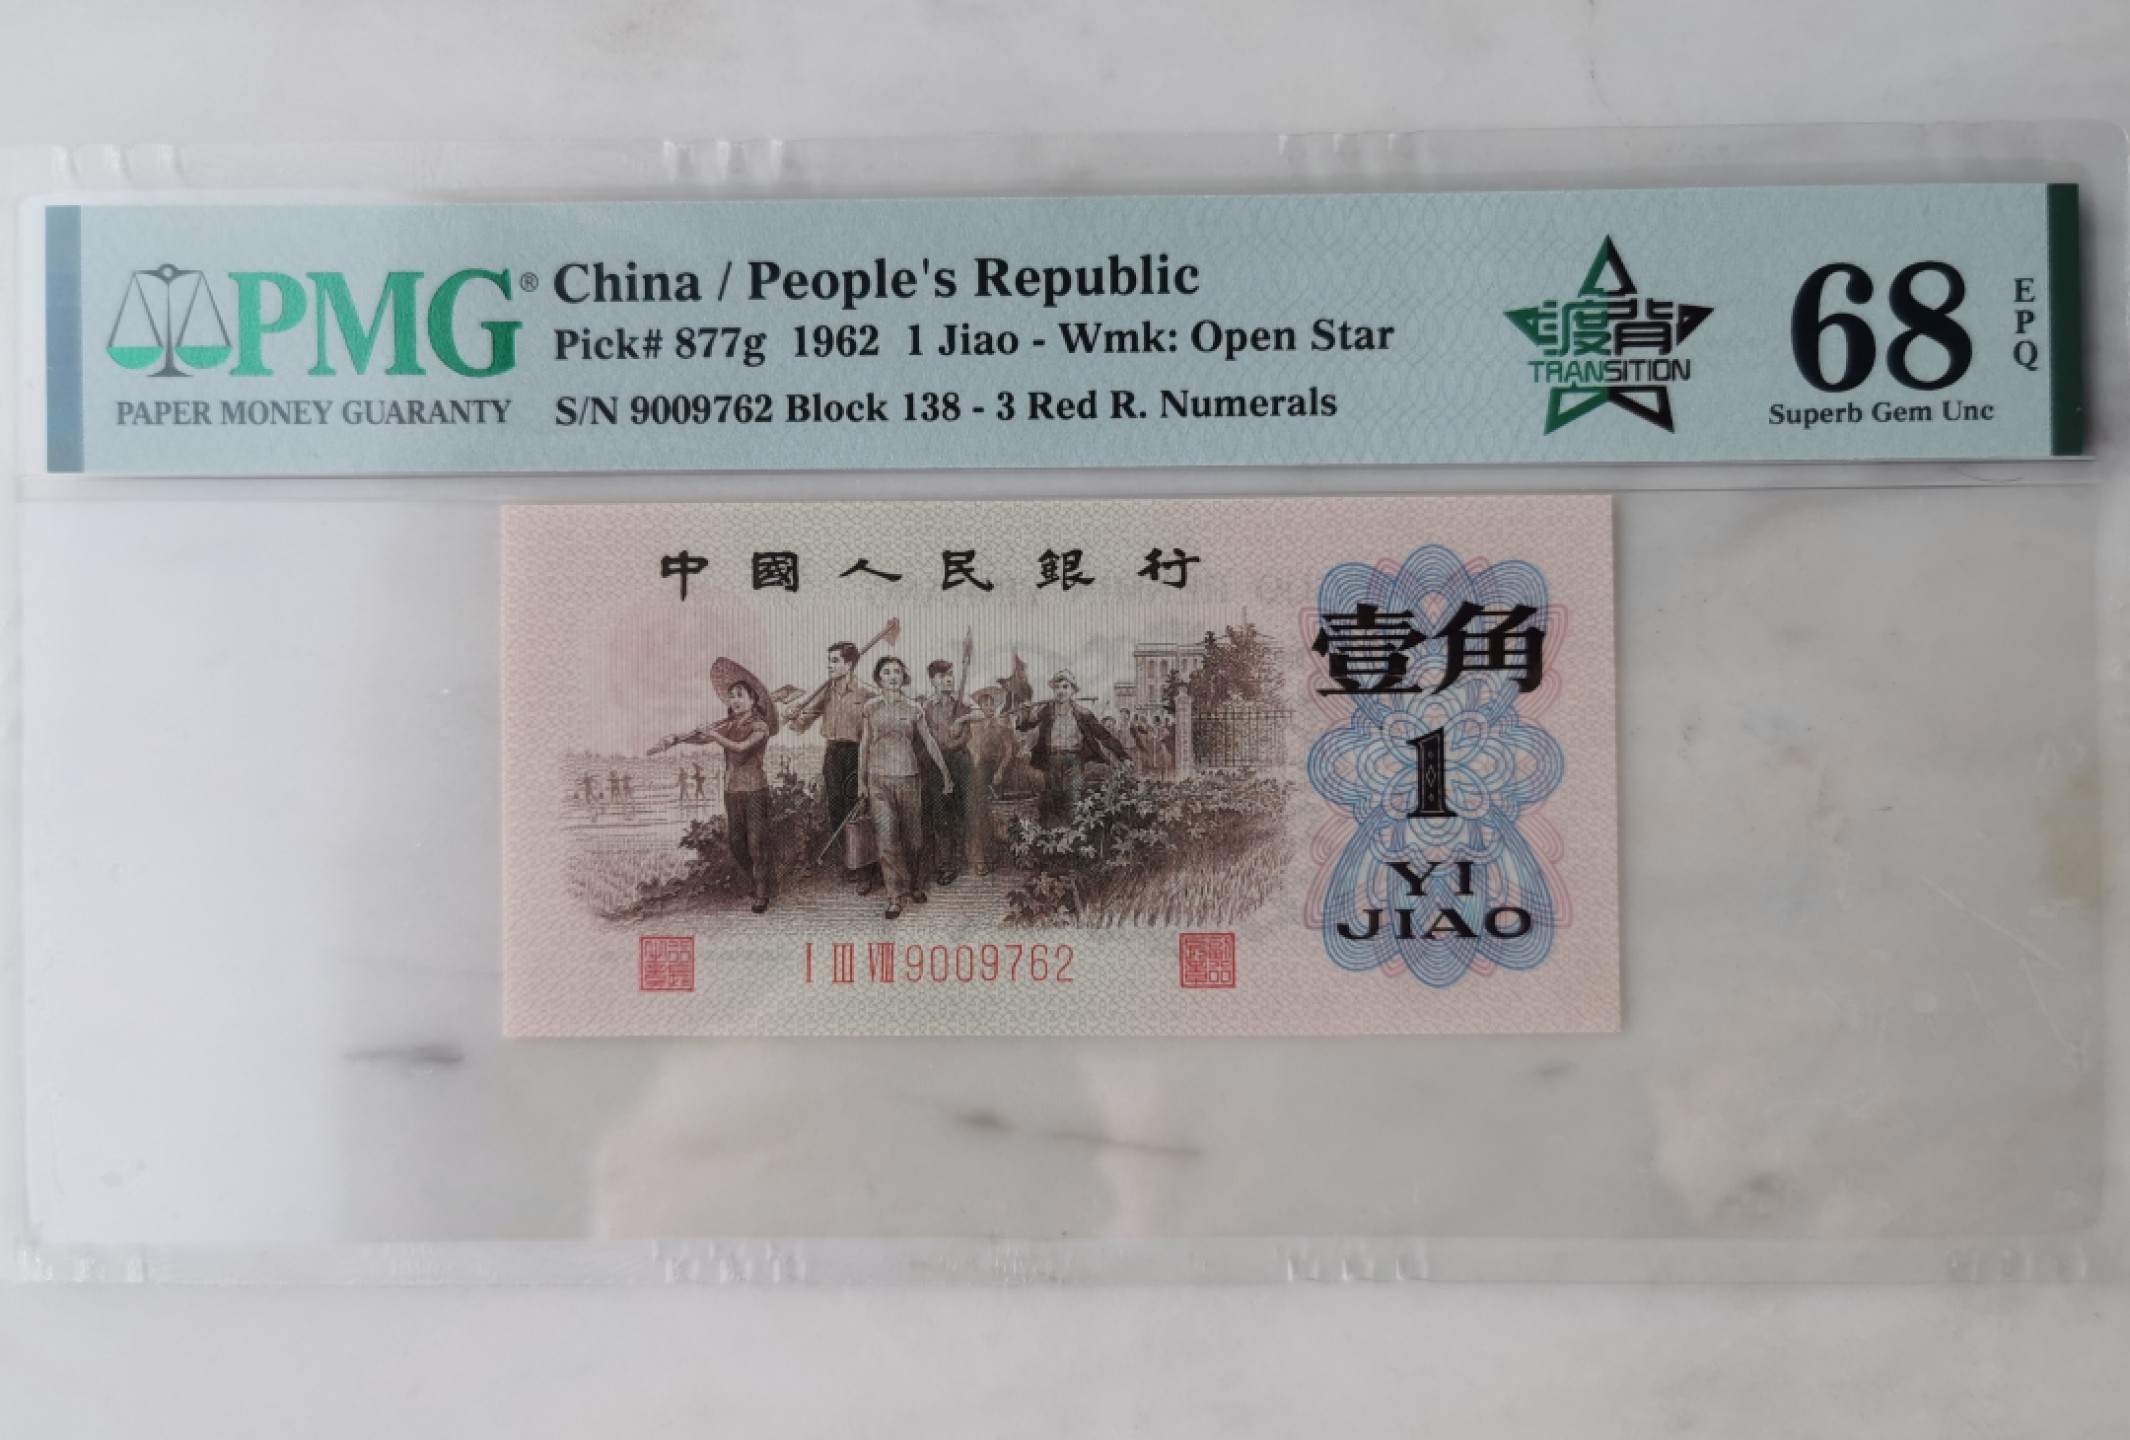 PMG®
PAPER MONEY GUARANTY
China / People's Republic
Pick# 877g 1962 1 Jiao - Wmk: Open Star
S/N 9009762 Block 138 - 3 Red R. Numerals
渡背
TRANSITION
68
EPQ
Superb Gem Unc
中國人民銀行
壹角
1
YI
JIAO
I III VIII 9009762